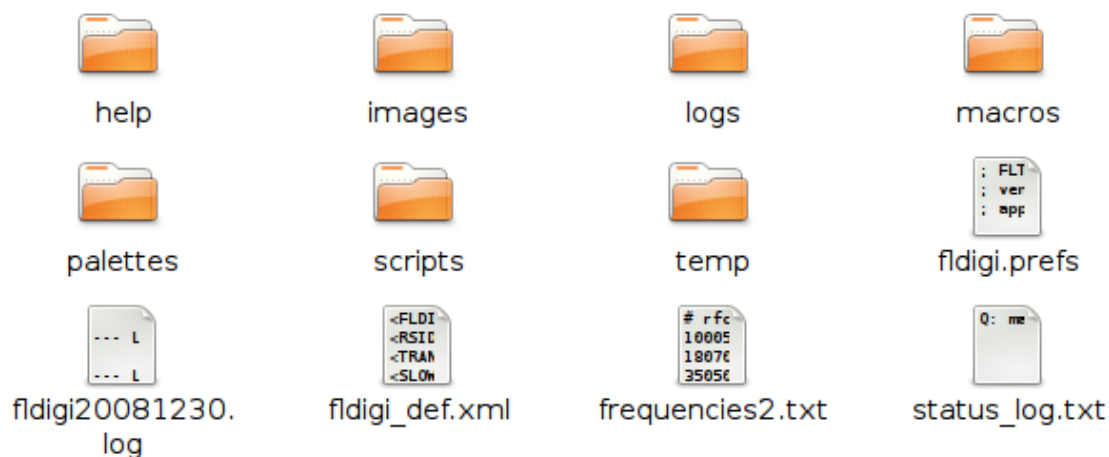 help images logs macros
; FLT
; ver
; app
palettes scripts temp fldigi.prefs
--- L
--- L
<FLDI
<RSID
<TRAN
<SLOW
# rfc
10005
18070
35050
Q: me
fldigi20081230. fldigi_def.xml frequencies2.txt status_log.txt
log